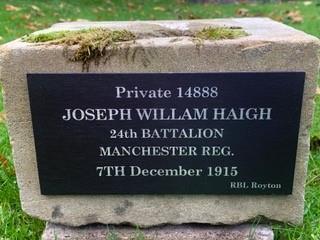 Private 14888
JOSEPH WILLAM HAIGH
24th BATTALION
MANCHESTER REG.
7TH December 1915
RBL Royton